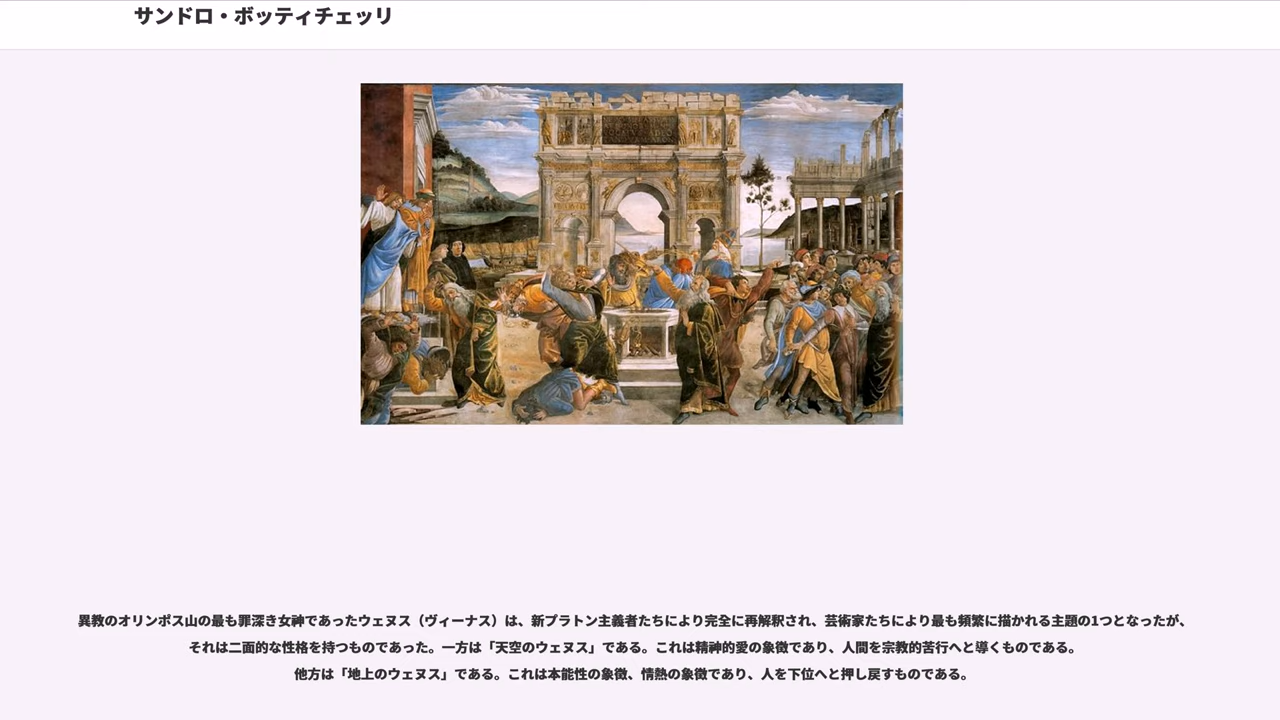 サンドロ・ボッティチェッリ
異教のオリンポス山の最も罪深き女神であったウェヌス（ヴィーナス）は、新プラトン主義者たちにより完全に再解釈され、芸術家たちにより最も頻繁に描かれる主題の1つとなったが、
それは二面的な性格を持つものであった。一方は「天空のウェヌス」である。これは精神的愛の象徴であり、人間を宗教的苦行へと導くものである。
他方は「地上のウェヌス」である。これは本能性の象徴、情熱の象徴であり、人を下位へと押し戻すものである。